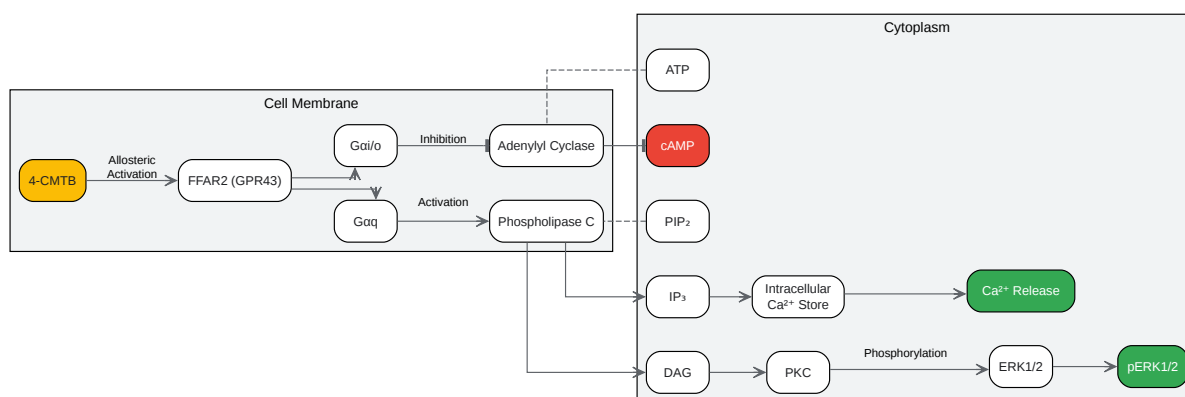 Cytoplasm
ATP
Cell Membrane
Gαi/o
Inhibition
Adenylyl Cyclase
cAMP
Allosteric
Activation
4-CMTB
FFAR2 (GPR43)
Activation
Gαq
Phospholipase C
PIP₂
IP₃
Intracellular
Ca²⁺ Store
Ca²⁺ Release
Phosphorylation
DAG
PKC
ERK1/2
pERK1/2